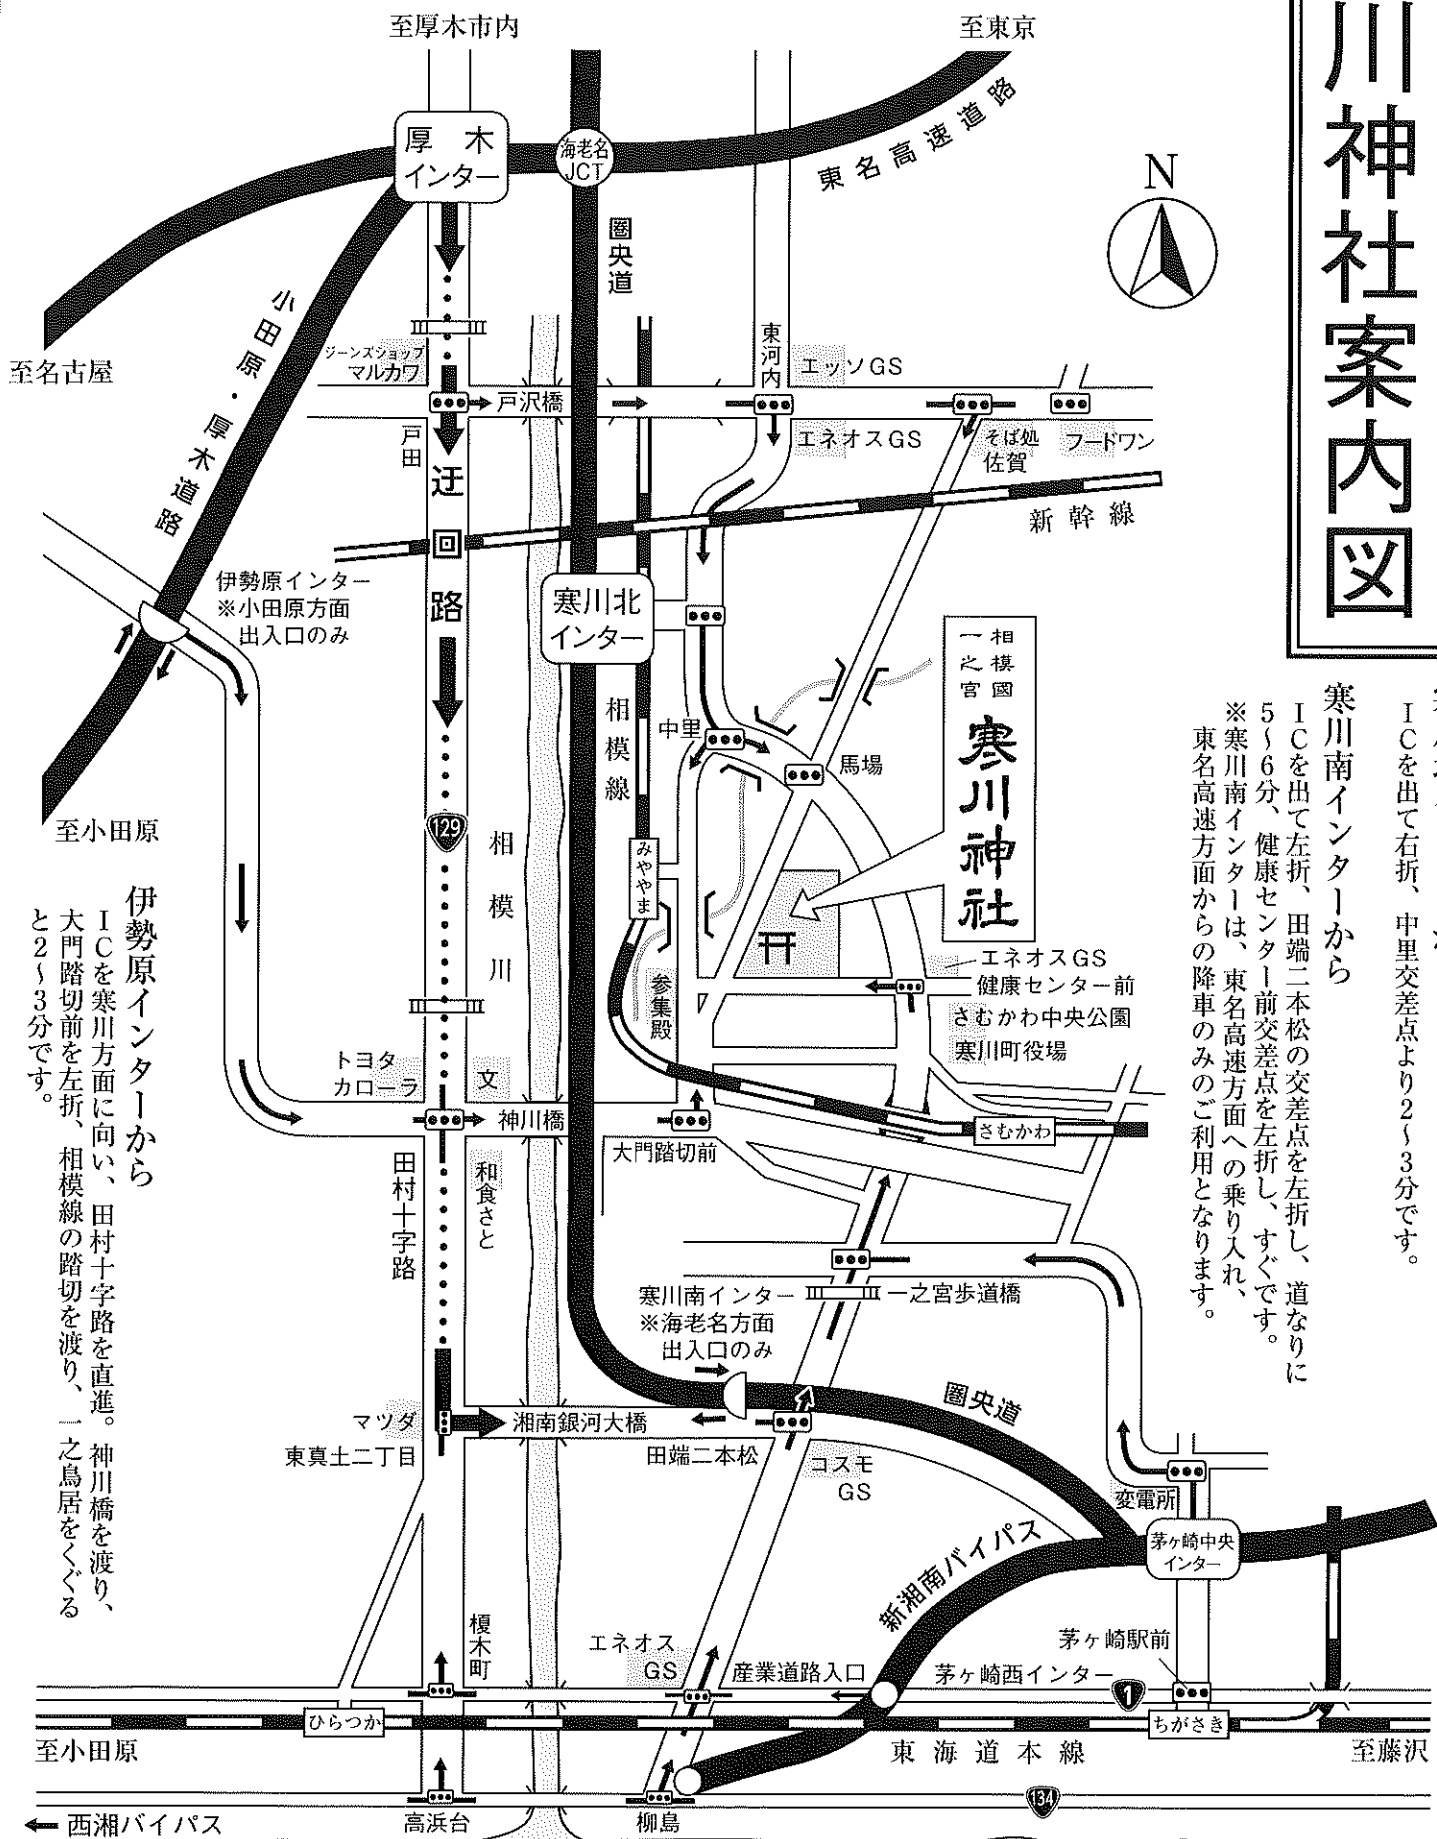 川神社案内図
至厚木市内
至東京
厚木
インター
海老名
JCT
東名高速道路
N
圏央道
小田原・厚木道路
至名古屋
ジーンズショップ
マルカワ
東河内
エッソGS
戸沢橋
戸田
エネオスGS
そば処
佐賀
フードワン
迂回路
新幹線
伊勢原インター
※小田原方面
出入口のみ
寒川北
インター
相模國
一之宮
寒川神社
相模線
中里
馬場
至小田原
129
相模川
みややま
参集殿
エネオスGS
健康センター前
さむかわ中央公園
寒川町役場
トヨタ
カローラ
文
神川橋
大門踏切前
さむかわ
田村十字路
和食さと
寒川南インター
※海老名方面
出入口のみ
一之宮歩道橋
圏央道
マツダ
湘南銀河大橋
東真土二丁目
田端二本松
コスモ
GS
変電所
新湘南バイパス
茅ヶ崎中央
インター
榎木町
エネオス
GS
産業道路入口
茅ヶ崎西インター
茅ヶ崎駅前
1
ひらつか
ちがさき
至小田原
東海道本線
至藤沢
134
西湘バイパス
高浜台
柳島
ICを出て右折、中里交差点より2〜3分です。
寒川南インターから
ICを出て左折、田端二本松の交差点を左折し、道なりに
5〜6分、健康センター前交差点を左折し、すぐです。
※寒川南インターは、東名高速方面への乗り入れ、
東名高速方面からの降車のみのご利用となります。
伊勢原インターから
ICを寒川方面に向い、田村十字路を直進。神川橋を渡り、
大門踏切前を左折、相模線の踏切を渡り、一之鳥居をくぐる
と2〜3分です。